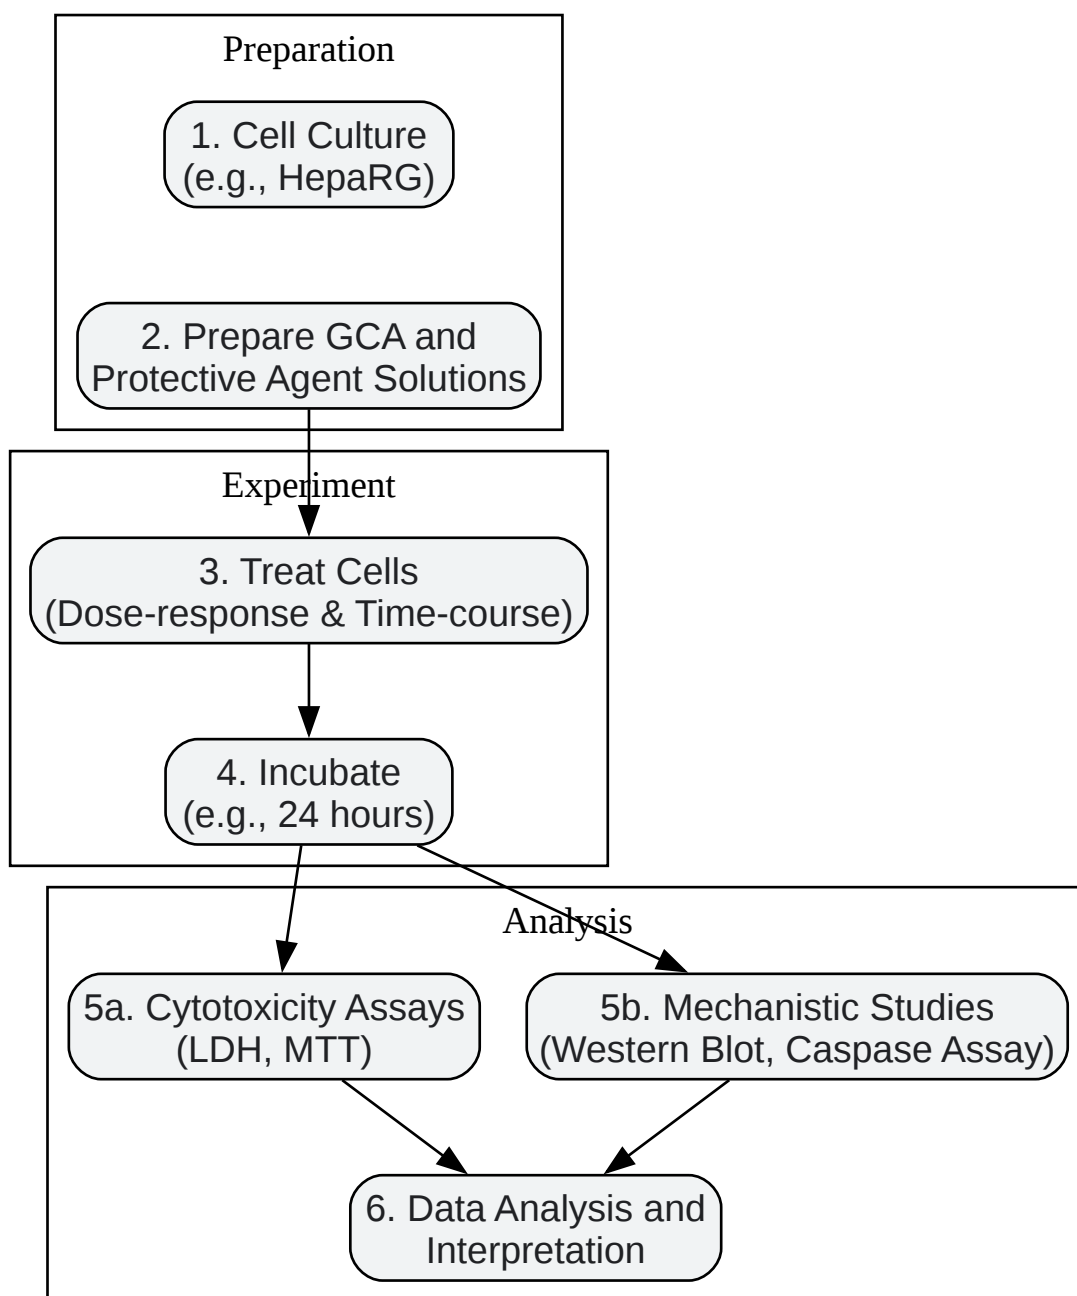 Preparation
1. Cell Culture
(e.g., HepaRG)
2. Prepare GCA and
Protective Agent Solutions
Experiment
3. Treat Cells
(Dose-response & Time-course)
4. Incubate
(e.g., 24 hours)
Analysis
5a. Cytotoxicity Assays
(LDH, MTT)
5b. Mechanistic Studies
(Western Blot, Caspase Assay)
6. Data Analysis and
Interpretation